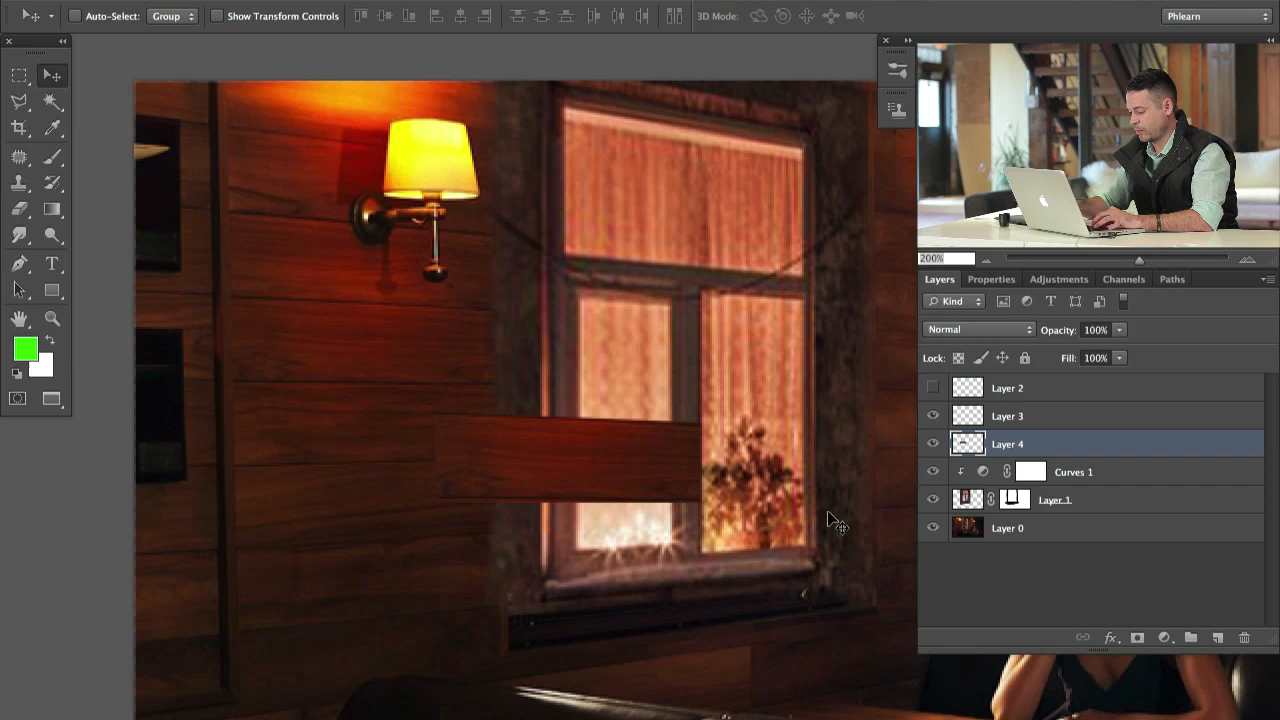 Auto-Select: Group Show Transform Controls 3D Mode: Phlearn
200%
Layers Properties Adjustments Channels Paths
Kind T
Normal Opacity: 100%
Lock: Fill: 100%
Layer 2
Layer 3
Layer 4
Curves 1
Layer 1
Layer 0
fx
T